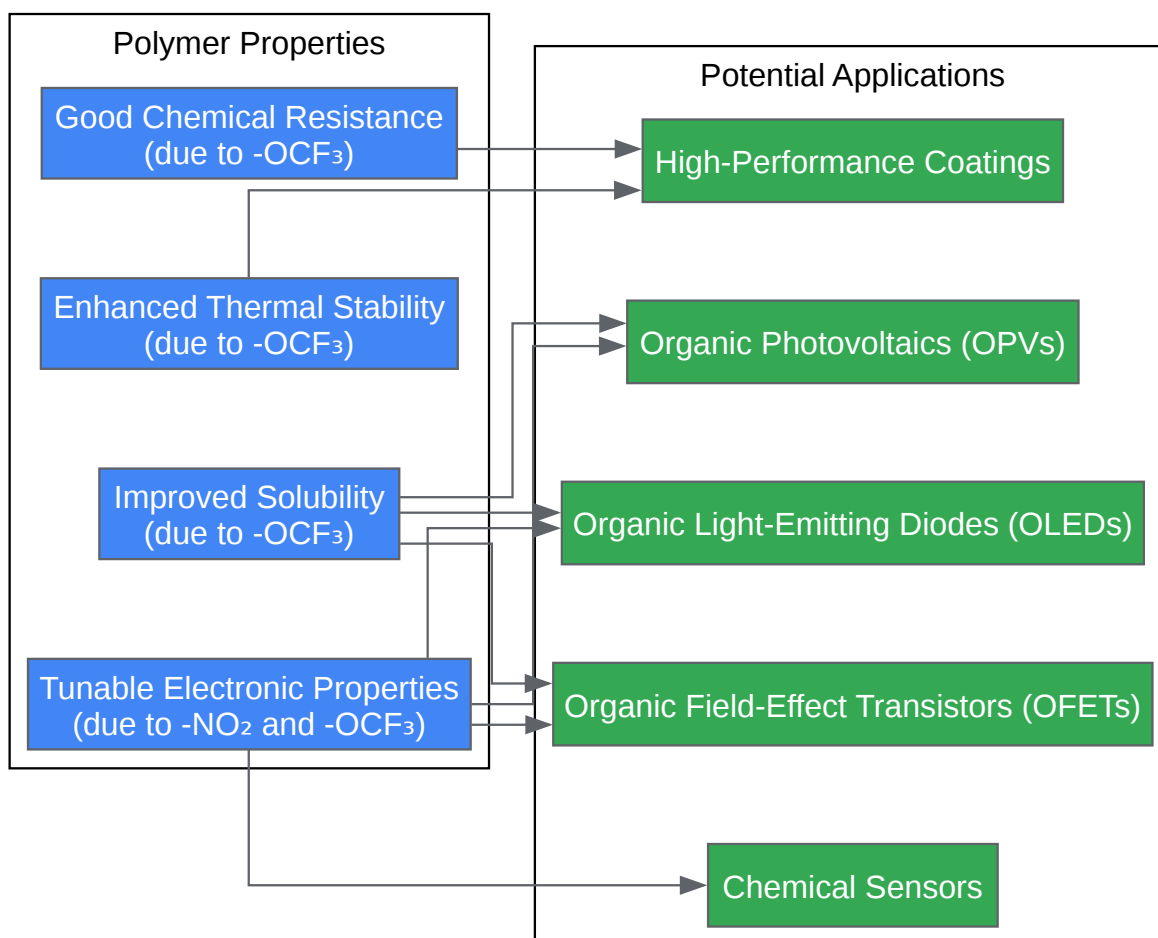 Polymer Properties
Good Chemical Resistance
(due to -OCF₃)
Enhanced Thermal Stability
(due to -OCF₃)
Improved Solubility
(due to -OCF₃)
Tunable Electronic Properties
(due to -NO₂ and -OCF₃)
Potential Applications
High-Performance Coatings
Organic Photovoltaics (OPVs)
Organic Light-Emitting Diodes (OLEDs)
Organic Field-Effect Transistors (OFETs)
Chemical Sensors